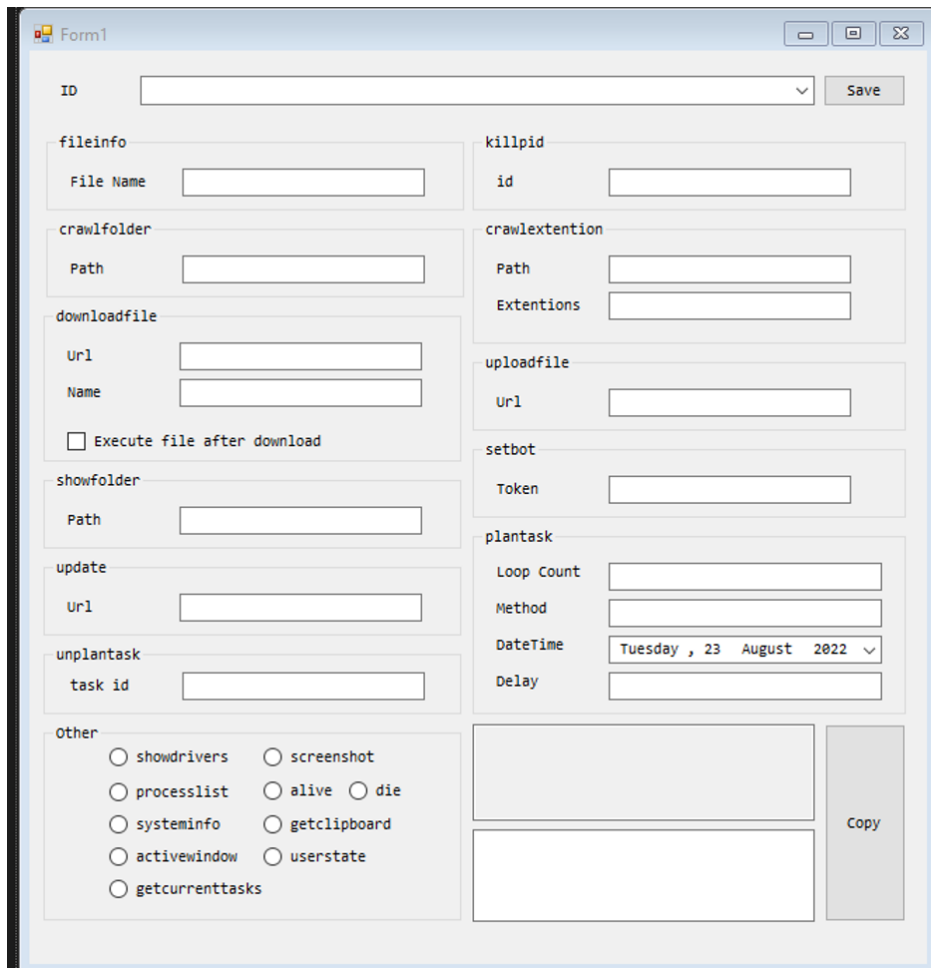 Form1
ID
Save
fileinfo
File Name
killpid
id
crawlfolder
Path
crawlextention
Path
Extentions
downloadfile
Url
Name
Execute file after download
uploadfile
Url
setbot
Token
showfolder
Path
plantask
Loop Count
Method
DateTime
Tuesday , 23 August 2022
Delay
update
Url
unplantask
task id
Other
showdrivers
screenshot
processlist
alive
die
systeminfo
getclipboard
activewindow
userstate
getcurrenttasks
Copy